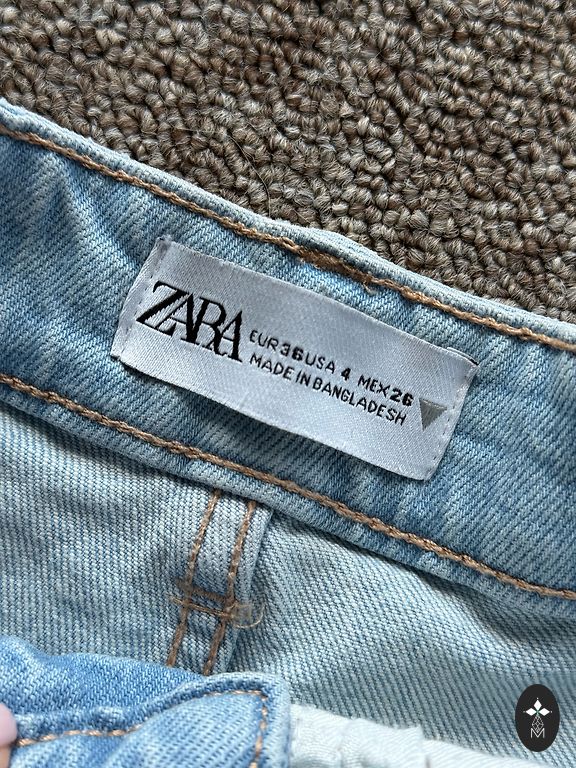 ZARA
EUR 36 USA 4 MEX 26
MADE IN BANGLADESH
M